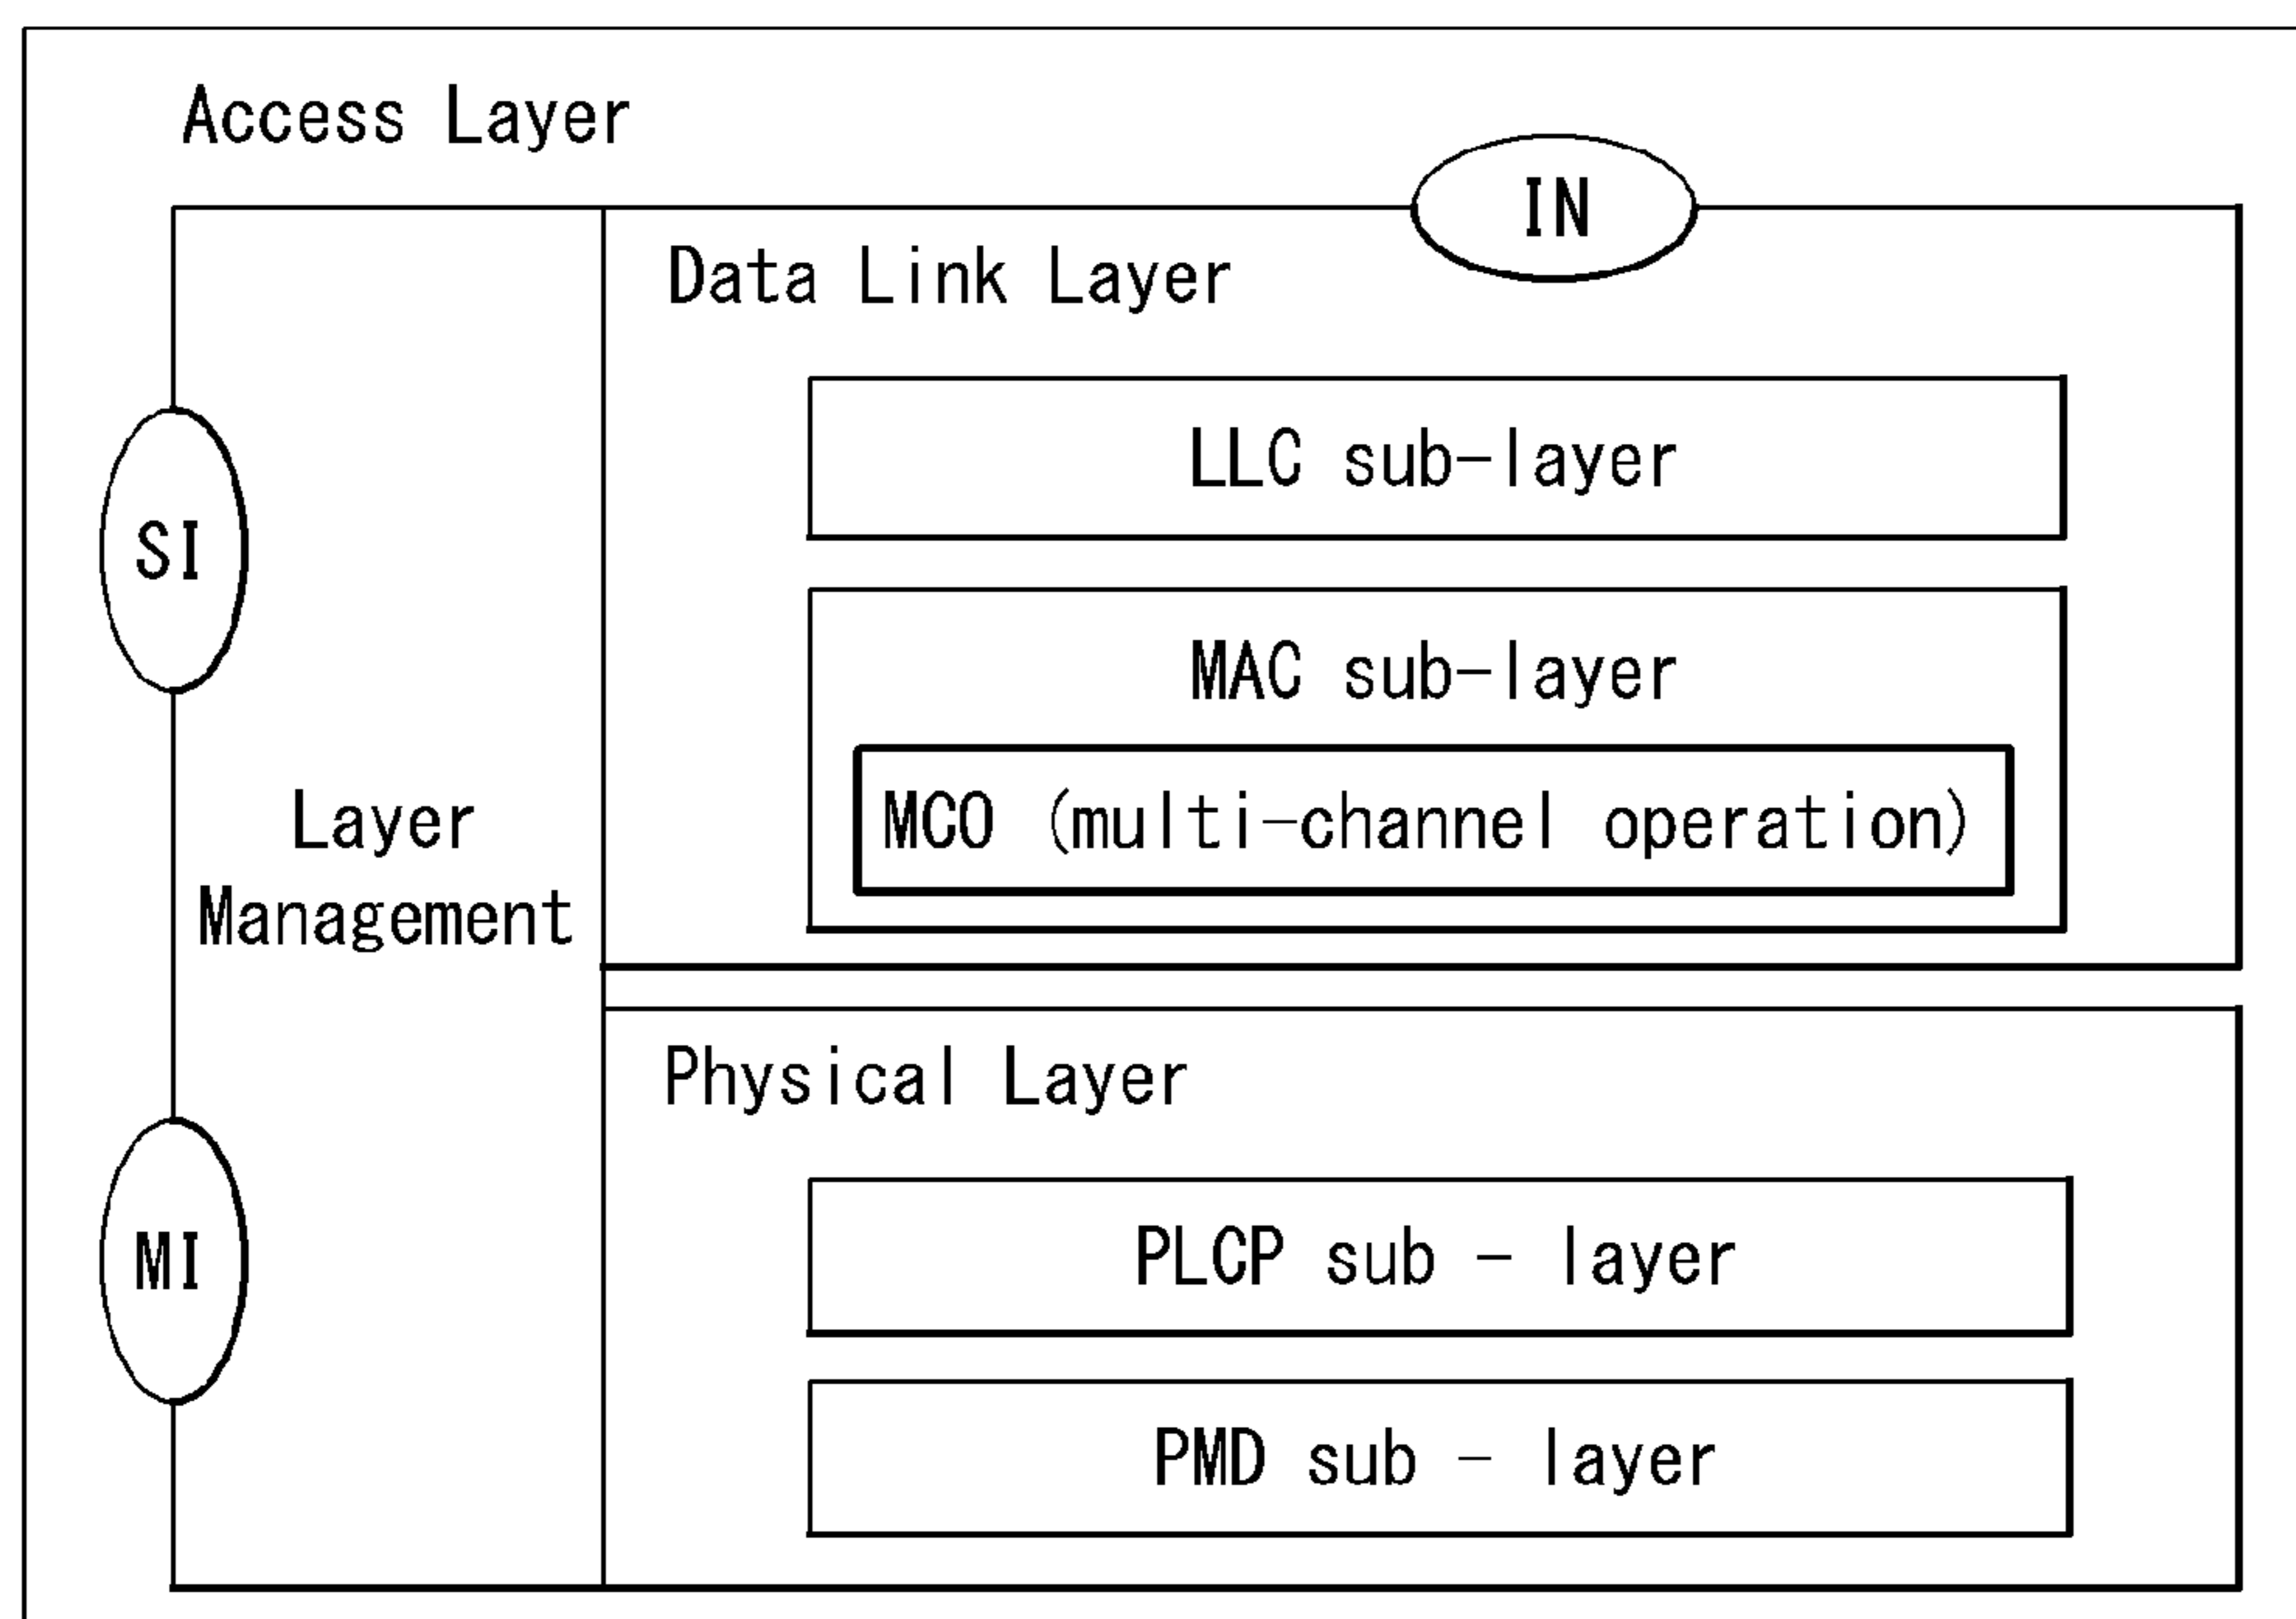 Access Layer
IN
Data Link Layer
LLC sub-layer
SI
MAC sub-layer
MCO (multi-channel operation)
Layer
Management
Physical Layer
PLCP sub - layer
MI
PMD sub - layer